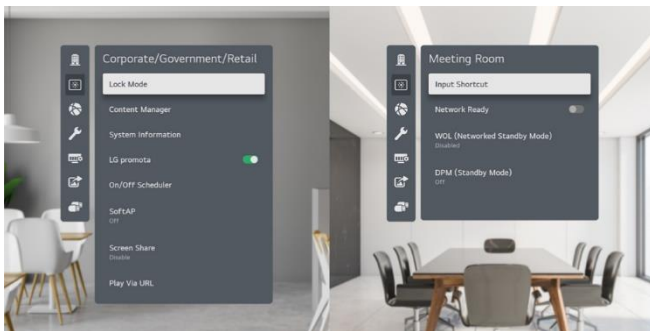 Corporate/Government/Retail
Lock Mode
Content Manager
System Information
LG promota
On/Off Scheduler
SoftAP
Off
Screen Share
Disable
Play Via URL
Meeting Room
Input Shortcut
Network Ready
WOL (Networked Standby Mode)
Disabled
DPM (Standby Mode)
Off